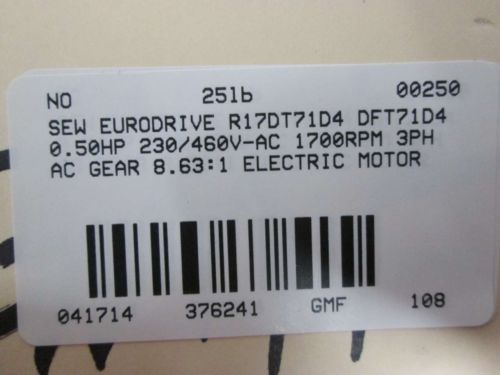 NO 25lb 00250
SEW EURODRIVE R17DT71D4 DFT71D4
0.50HP 230/460V-AC 1700RPM 3PH
AC GEAR 8.63:1 ELECTRIC MOTOR
041714 376241 GMF 108